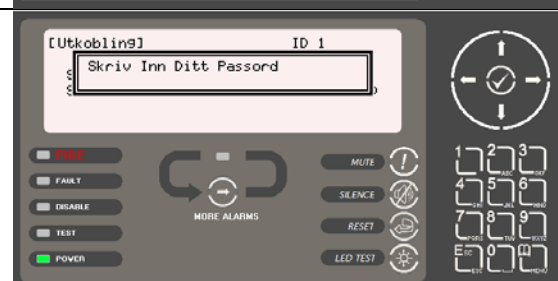 [Utkobling] ID 1
Skriv Inn Ditt Passord
FIRE
FAULT
DISABLE
TEST
POWER
MORE ALARMS
MUTE
SILENCE
RESET
LED TEST
1 2 ABC 3 DEF
4 GHI 5 JKL 6 MNO
7 PQRS 8 TUV 9 WXYZ
Esc ESC 0 MENU